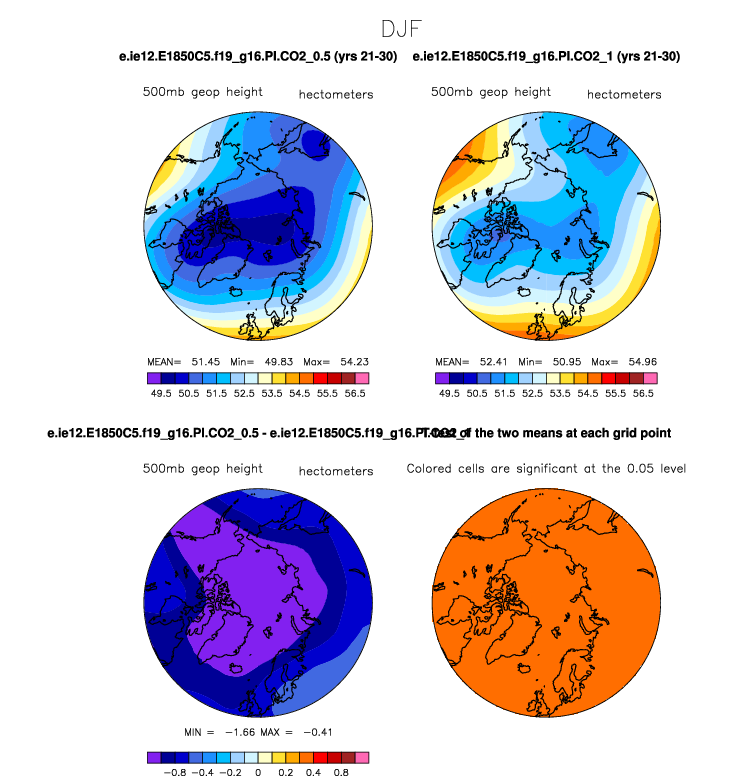 DJF
e.ie12.E1850C5.f19_g16.PI.CO2_0.5 (yrs 21-30) e.ie12.E1850C5.f19_g16.PI.CO2_1 (yrs 21-30)
500mb geop height hectometers 500mb geop height hectometers
MEAN= 51.45 Min= 49.83 Max= 54.23 MEAN= 52.41 Min= 50.95 Max= 54.96
49.5 50.5 51.5 52.5 53.5 54.5 55.5 56.5 49.5 50.5 51.5 52.5 53.5 54.5 55.5 56.5
e.ie12.E1850C5.f19_g16.PI.CO2_0.5 - e.ie12.E1850C5.f19_g16.PI.CO2_1 T-test of the two means at each grid point
500mb geop height hectometers Colored cells are significant at the 0.05 level
MIN = -1.66 MAX = -0.41
-0.8 -0.4 -0.2 0 0.2 0.4 0.8